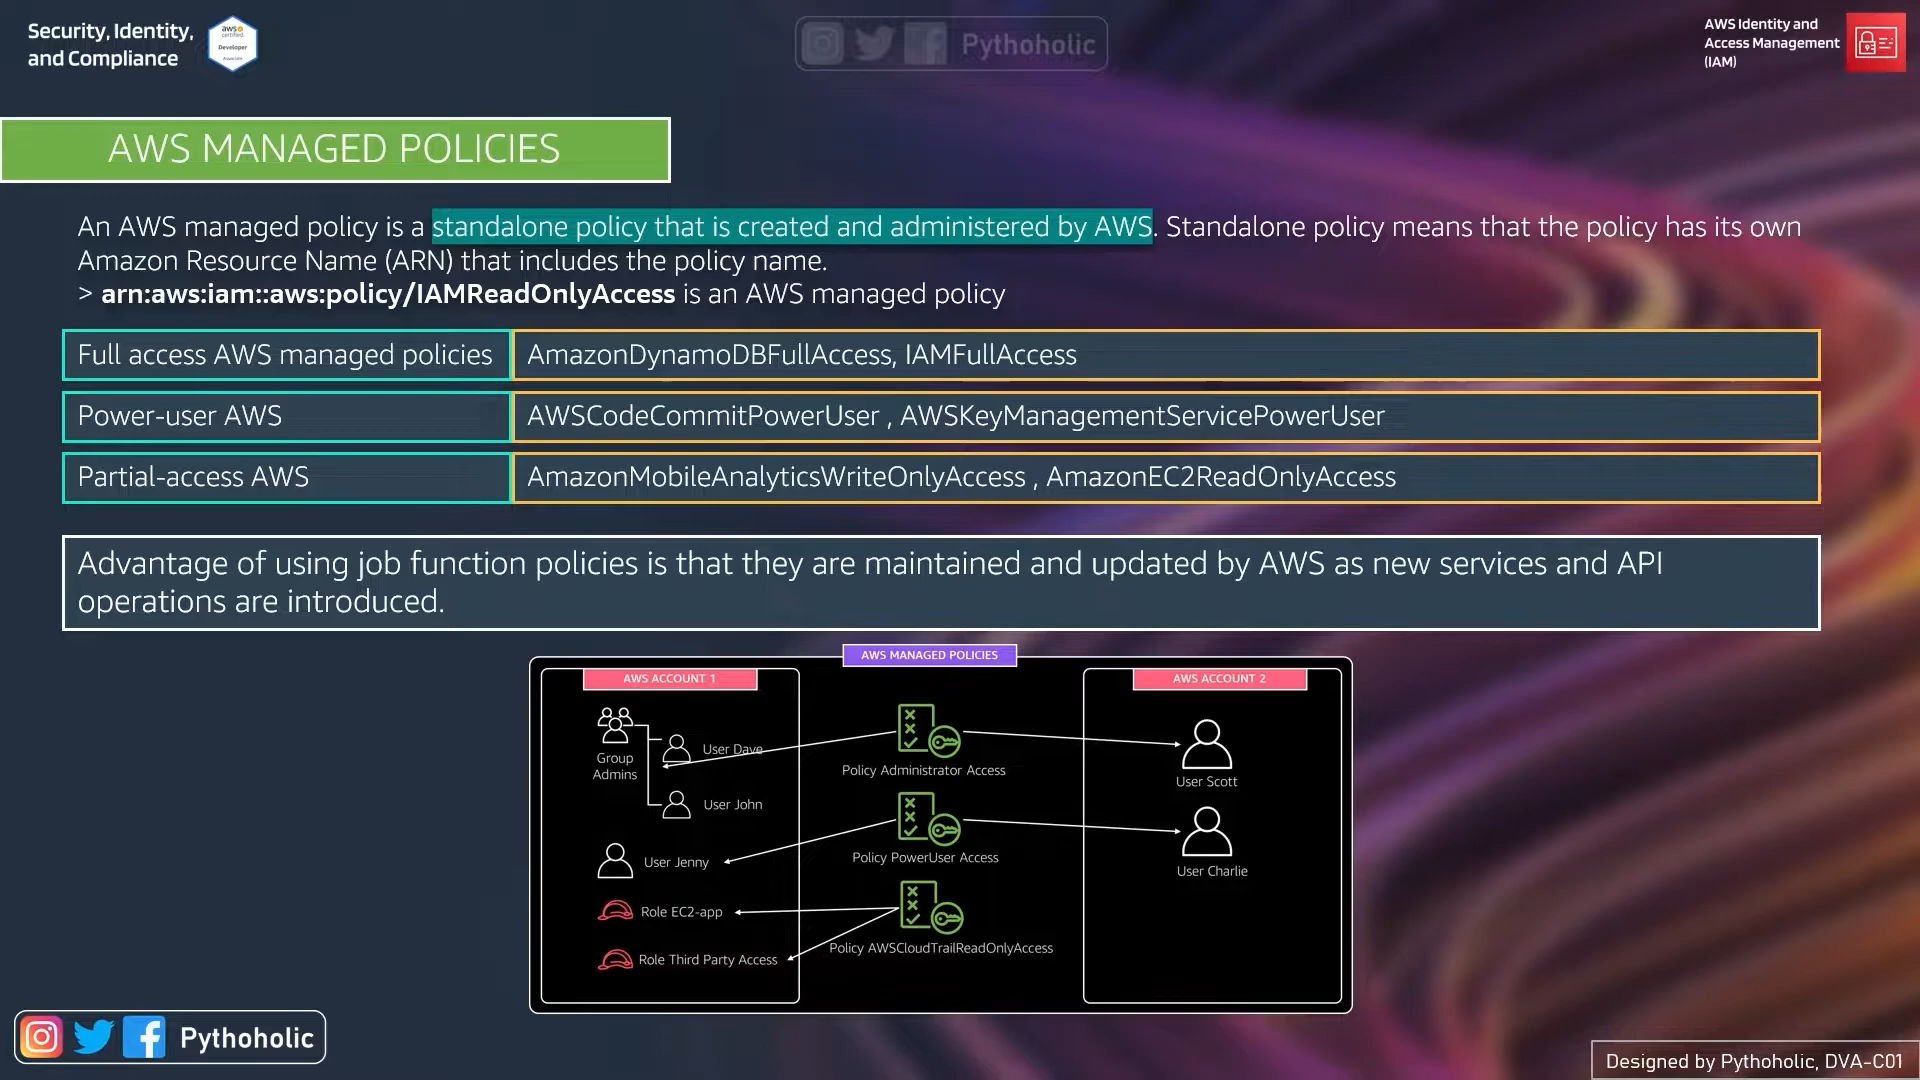 Security, Identity,
and Compliance
aws
certified
Developer
Associate
Pythoholic
AWS Identity and
Access Management
(IAM)
AWS MANAGED POLICIES
An AWS managed policy is a standalone policy that is created and administered by AWS. Standalone policy means that the policy has its own
Amazon Resource Name (ARN) that includes the policy name.
> arn:aws:iam::aws:policy/IAMReadOnlyAccess is an AWS managed policy
Full access AWS managed policies
AmazonDynamoDBFullAccess, IAMFullAccess
Power-user AWS
AWSCodeCommitPowerUser , AWSKeyManagementServicePowerUser
Partial-access AWS
AmazonMobileAnalyticsWriteOnlyAccess , AmazonEC2ReadOnlyAccess
Advantage of using job function policies is that they are maintained and updated by AWS as new services and API
operations are introduced.
AWS MANAGED POLICIES
AWS ACCOUNT 1
Group
Admins
User Dave
User John
User Jenny
Role EC2-app
Role Third Party Access
Policy Administrator Access
Policy PowerUser Access
Policy AWSCloudTrailReadOnlyAccess
AWS ACCOUNT 2
User Scott
User Charlie
Pythoholic
Designed by Pythoholic, DVA-C01